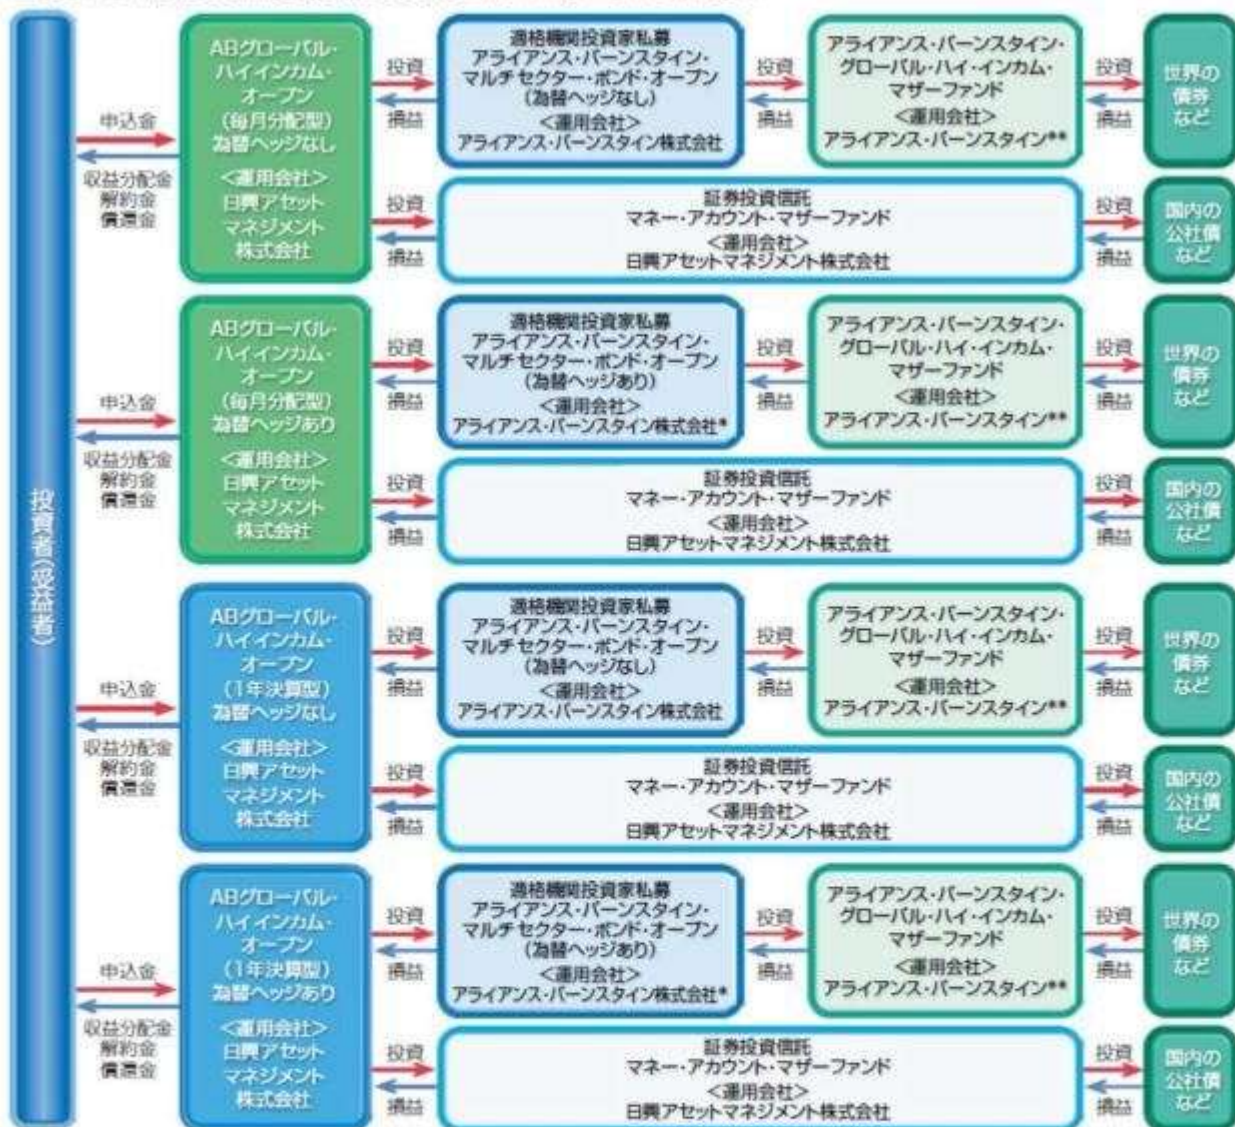 投資者(受益者)
申込金
収益分配金
解約金
償還金
ABグローバル・
ハイインカム・
オープン
(毎月分配型)
為替ヘッジなし
<運用会社>
日興アセット
マネジメント
株式会社
投資
損益
適格機関投資家私募
アライアンス・バーンスタイン・
マルチセクター・ボンド・オープン
(為替ヘッジなし)
<運用会社>
アライアンス・バーンスタイン株式会社
投資
損益
アライアンス・バーンスタイン・
グローバル・ハイ・インカム・
マザーファンド
<運用会社>
アライアンス・バーンスタイン**
投資
損益
世界の
債券
など
投資
損益
証券投資信託
マネー・アカウント・マザーファンド
<運用会社>
日興アセットマネジメント株式会社
投資
損益
国内の
公社債
など
申込金
収益分配金
解約金
償還金
ABグローバル・
ハイインカム・
オープン
(毎月分配型)
為替ヘッジあり
<運用会社>
日興アセット
マネジメント
株式会社
投資
損益
適格機関投資家私募
アライアンス・バーンスタイン・
マルチセクター・ボンド・オープン
(為替ヘッジあり)
<運用会社>
アライアンス・バーンスタイン株式会社*
投資
損益
アライアンス・バーンスタイン・
グローバル・ハイ・インカム・
マザーファンド
<運用会社>
アライアンス・バーンスタイン**
投資
損益
世界の
債券
など
投資
損益
証券投資信託
マネー・アカウント・マザーファンド
<運用会社>
日興アセットマネジメント株式会社
投資
損益
国内の
公社債
など
申込金
収益分配金
解約金
償還金
ABグローバル・
ハイインカム・
オープン
(1年決算型)
為替ヘッジなし
<運用会社>
日興アセット
マネジメント
株式会社
投資
損益
適格機関投資家私募
アライアンス・バーンスタイン・
マルチセクター・ボンド・オープン
(為替ヘッジなし)
<運用会社>
アライアンス・バーンスタイン株式会社
投資
損益
アライアンス・バーンスタイン・
グローバル・ハイ・インカム・
マザーファンド
<運用会社>
アライアンス・バーンスタイン**
投資
損益
世界の
債券
など
投資
損益
証券投資信託
マネー・アカウント・マザーファンド
<運用会社>
日興アセットマネジメント株式会社
投資
損益
国内の
公社債
など
申込金
収益分配金
解約金
償還金
ABグローバル・
ハイインカム・
オープン
(1年決算型)
為替ヘッジあり
<運用会社>
日興アセット
マネジメント
株式会社
投資
損益
適格機関投資家私募
アライアンス・バーンスタイン・
マルチセクター・ボンド・オープン
(為替ヘッジあり)
<運用会社>
アライアンス・バーンスタイン株式会社*
投資
損益
アライアンス・バーンスタイン・
グローバル・ハイ・インカム・
マザーファンド
<運用会社>
アライアンス・バーンスタイン**
投資
損益
世界の
債券
など
投資
損益
証券投資信託
マネー・アカウント・マザーファンド
<運用会社>
日興アセットマネジメント株式会社
投資
損益
国内の
公社債
など